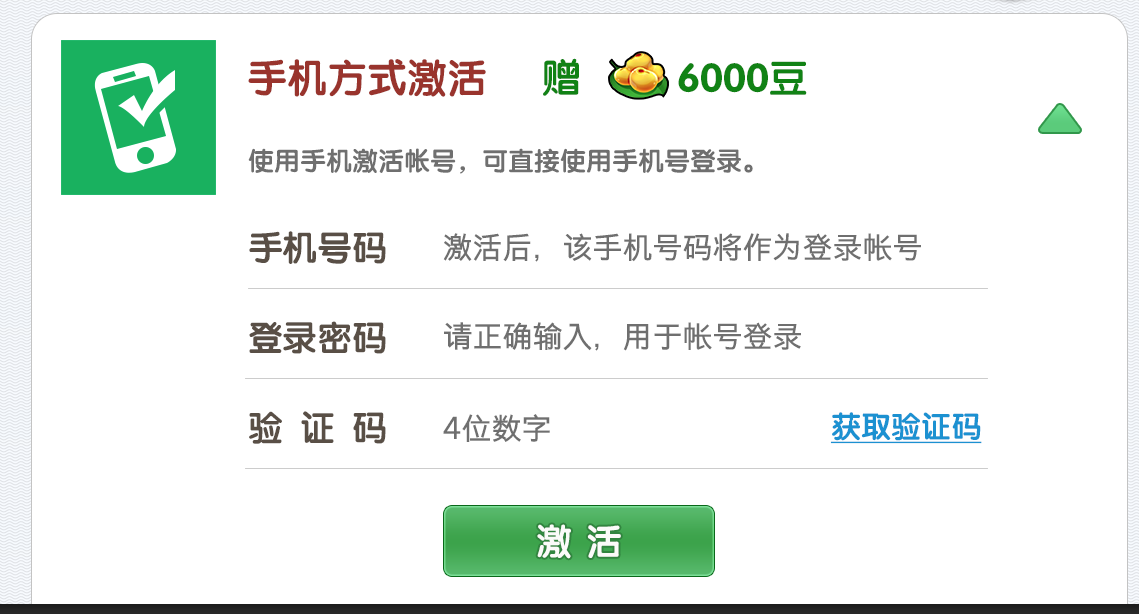 手机方式激活 赠 6000豆
使用手机激活帐号，可直接使用手机号登录。
手机号码 激活后，该手机号码将作为登录帐号
登录密码 请正确输入，用于帐号登录
验 证 码 4位数字 获取验证码
激 活